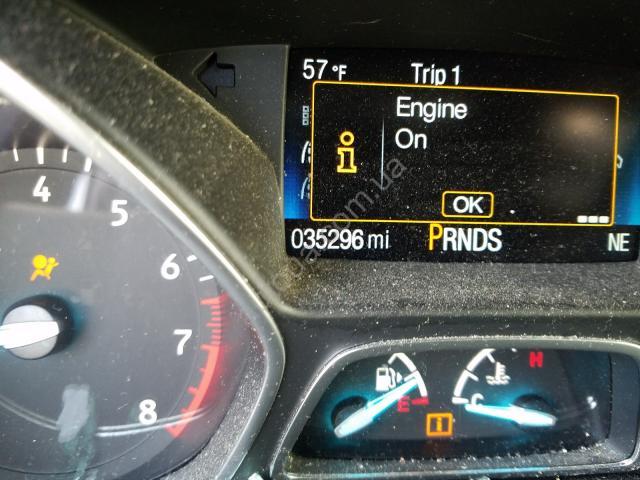 57°F Trip 1
Engine
On
i
OK
035296 mi PRNDS NE
4
5
6
7
8
H
E
C
i